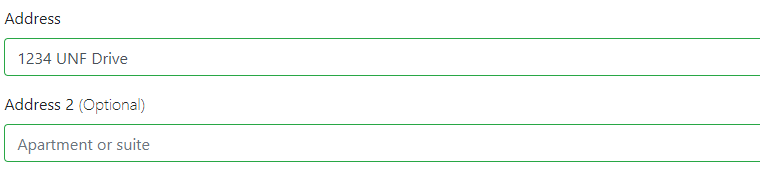 Address
1234 UNF Drive
Address 2 (Optional)
Apartment or suite